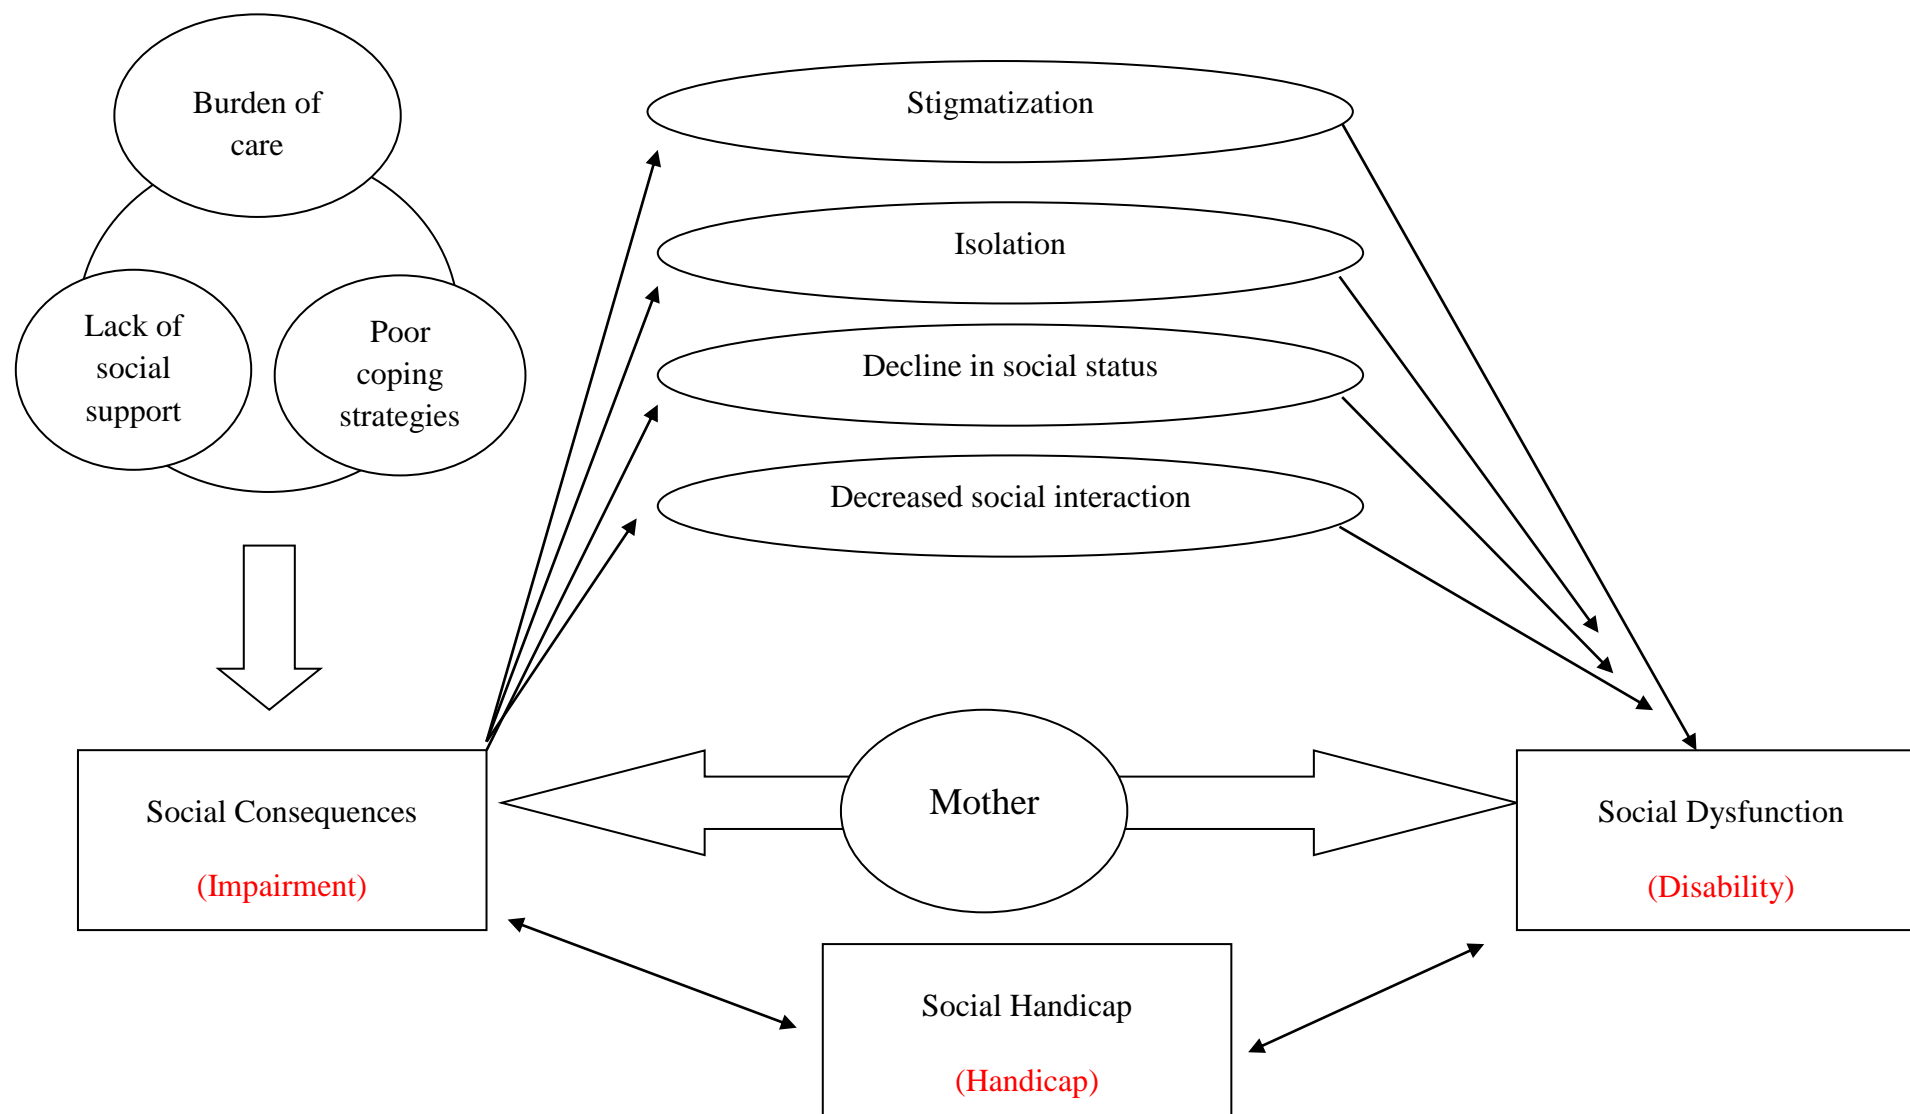 Burden of
care
Lack of
social
support
Poor
coping
strategies
Stigmatization
Isolation
Decline in social status
Decreased social interaction
Social Consequences
(Impairment)
Mother
Social Dysfunction
(Disability)
Social Handicap
(Handicap)